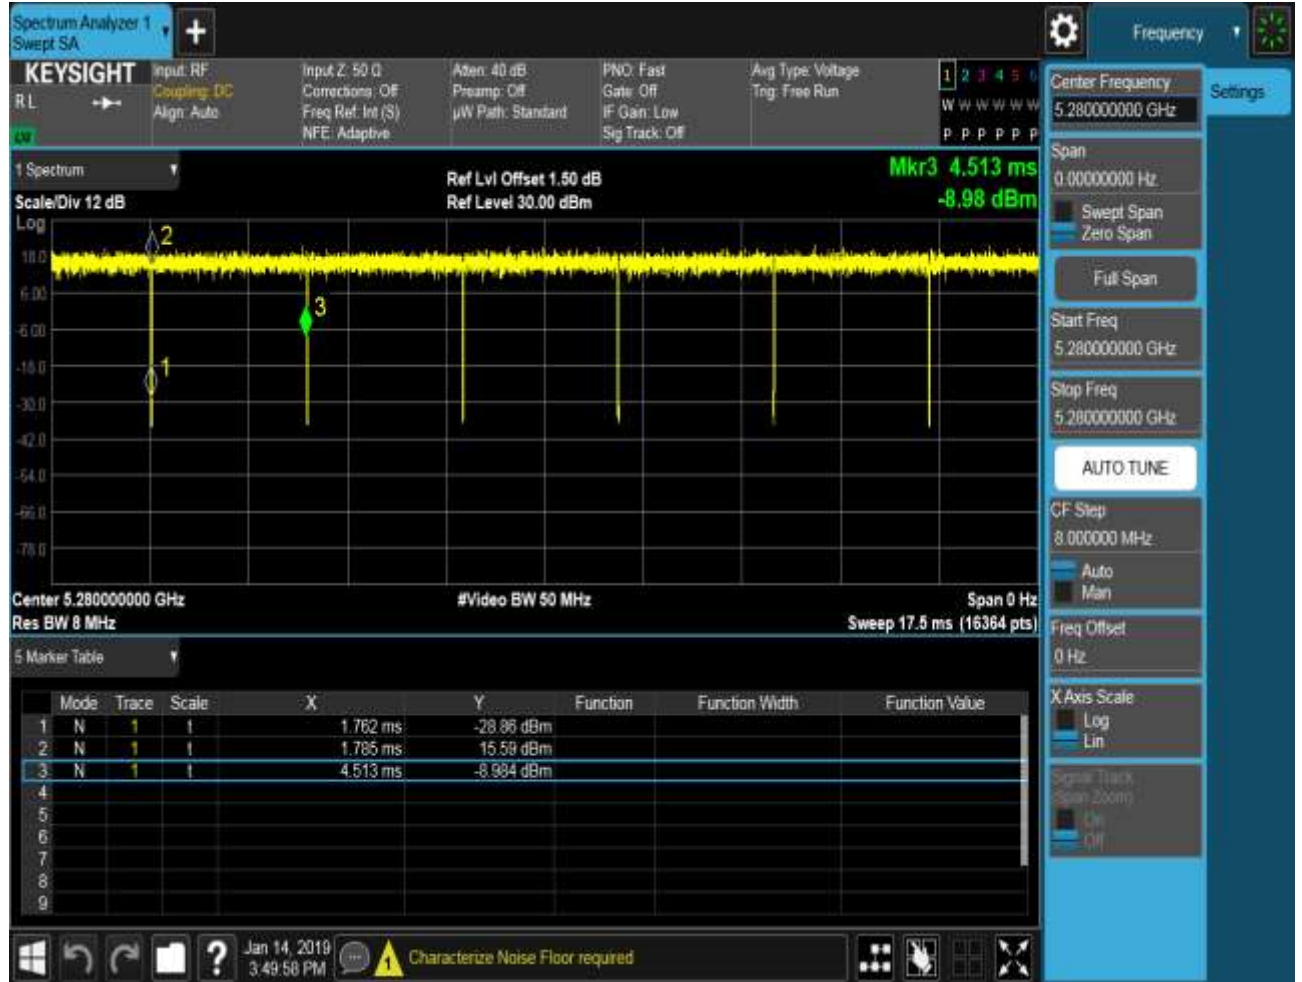 Spectrum Analyzer 1
Swept SA
+
Frequency
KEYSIGHT
RL
Input: RF
Coupling: DC
Align: Auto
Input Z: 50 Ω
Corrections: Off
Freq Ref: Int (S)
NFE: Adaptive
Atten: 40 dB
Preamp: Off
µW Path: Standard
PNO: Fast
Gate: Off
IF Gain: Low
Sig Track: Off
Avg Type: Voltage
Trig: Free Run
1 2 3 4 5 6
W W W W W W
P P P P P P
1 Spectrum
Scale/Div 12 dB
Log
Ref Lvl Offset 1.50 dB
Ref Level 30.00 dBm
Mkr3 4.513 ms
-8.98 dBm
18.0
6.00
-6.00
-18.0
-30.0
-42.0
-54.0
-66.0
-78.0
2
3
1
Center 5.280000000 GHz
Res BW 8 MHz
#Video BW 50 MHz
Span 0 Hz
Sweep 17.5 ms (16364 pts)
5 Marker Table
Mode Trace Scale X Y Function Function Width Function Value
1 N 1 t 1.762 ms -28.86 dBm
2 N 1 t 1.785 ms 15.59 dBm
3 N 1 t 4.513 ms -8.984 dBm
4
5
6
7
8
9
Center Frequency
5.280000000 GHz
Settings
Span
0.00000000 Hz
Swept Span
Zero Span
Full Span
Start Freq
5.280000000 GHz
Stop Freq
5.280000000 GHz
AUTO TUNE
CF Step
8.000000 MHz
Auto
Man
Freq Offset
0 Hz
X Axis Scale
Log
Lin
Signal Track
(Span Zoom)
On
Off
?
Jan 14, 2019
3:49:58 PM
1
Characterize Noise Floor required